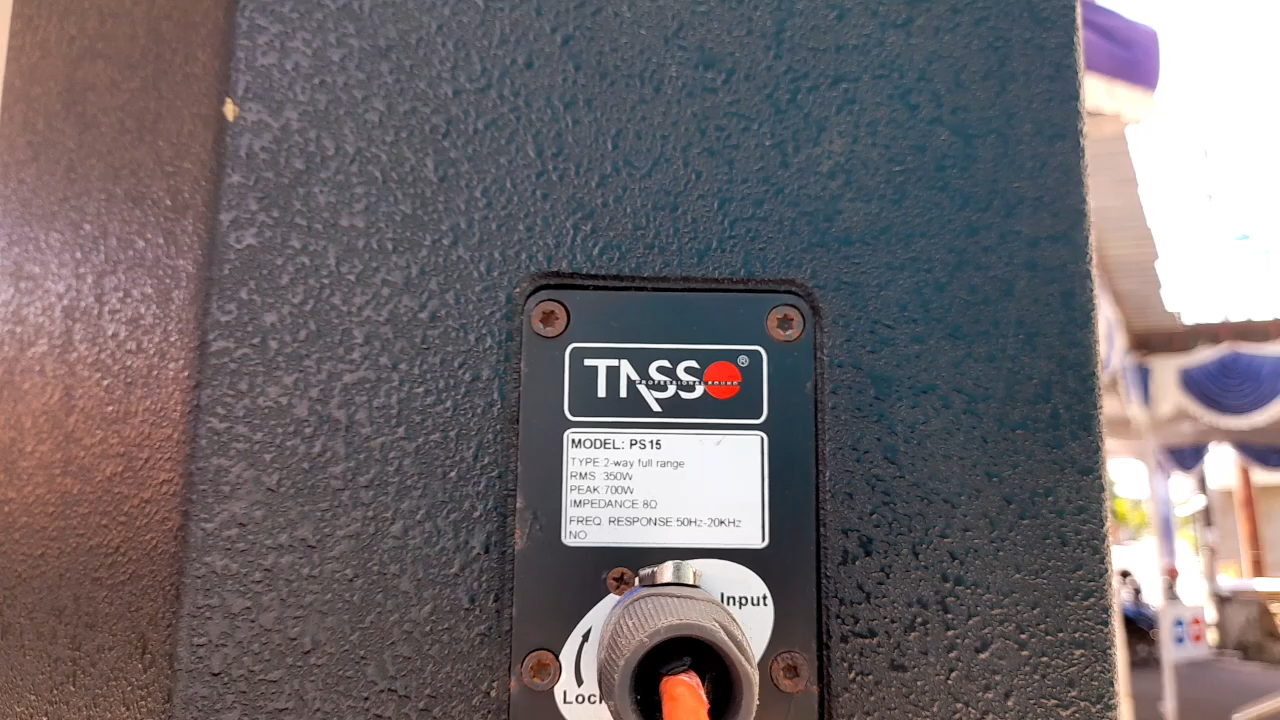 TASSO®
PROFESSIONAL SOUND
MODEL: PS15
TYPE:2-way full range
RMS :350W
PEAK:700W
IMPEDANCE:8Ω
FREQ. RESPONSE:50Hz-20KHz
NO
Input
Lock